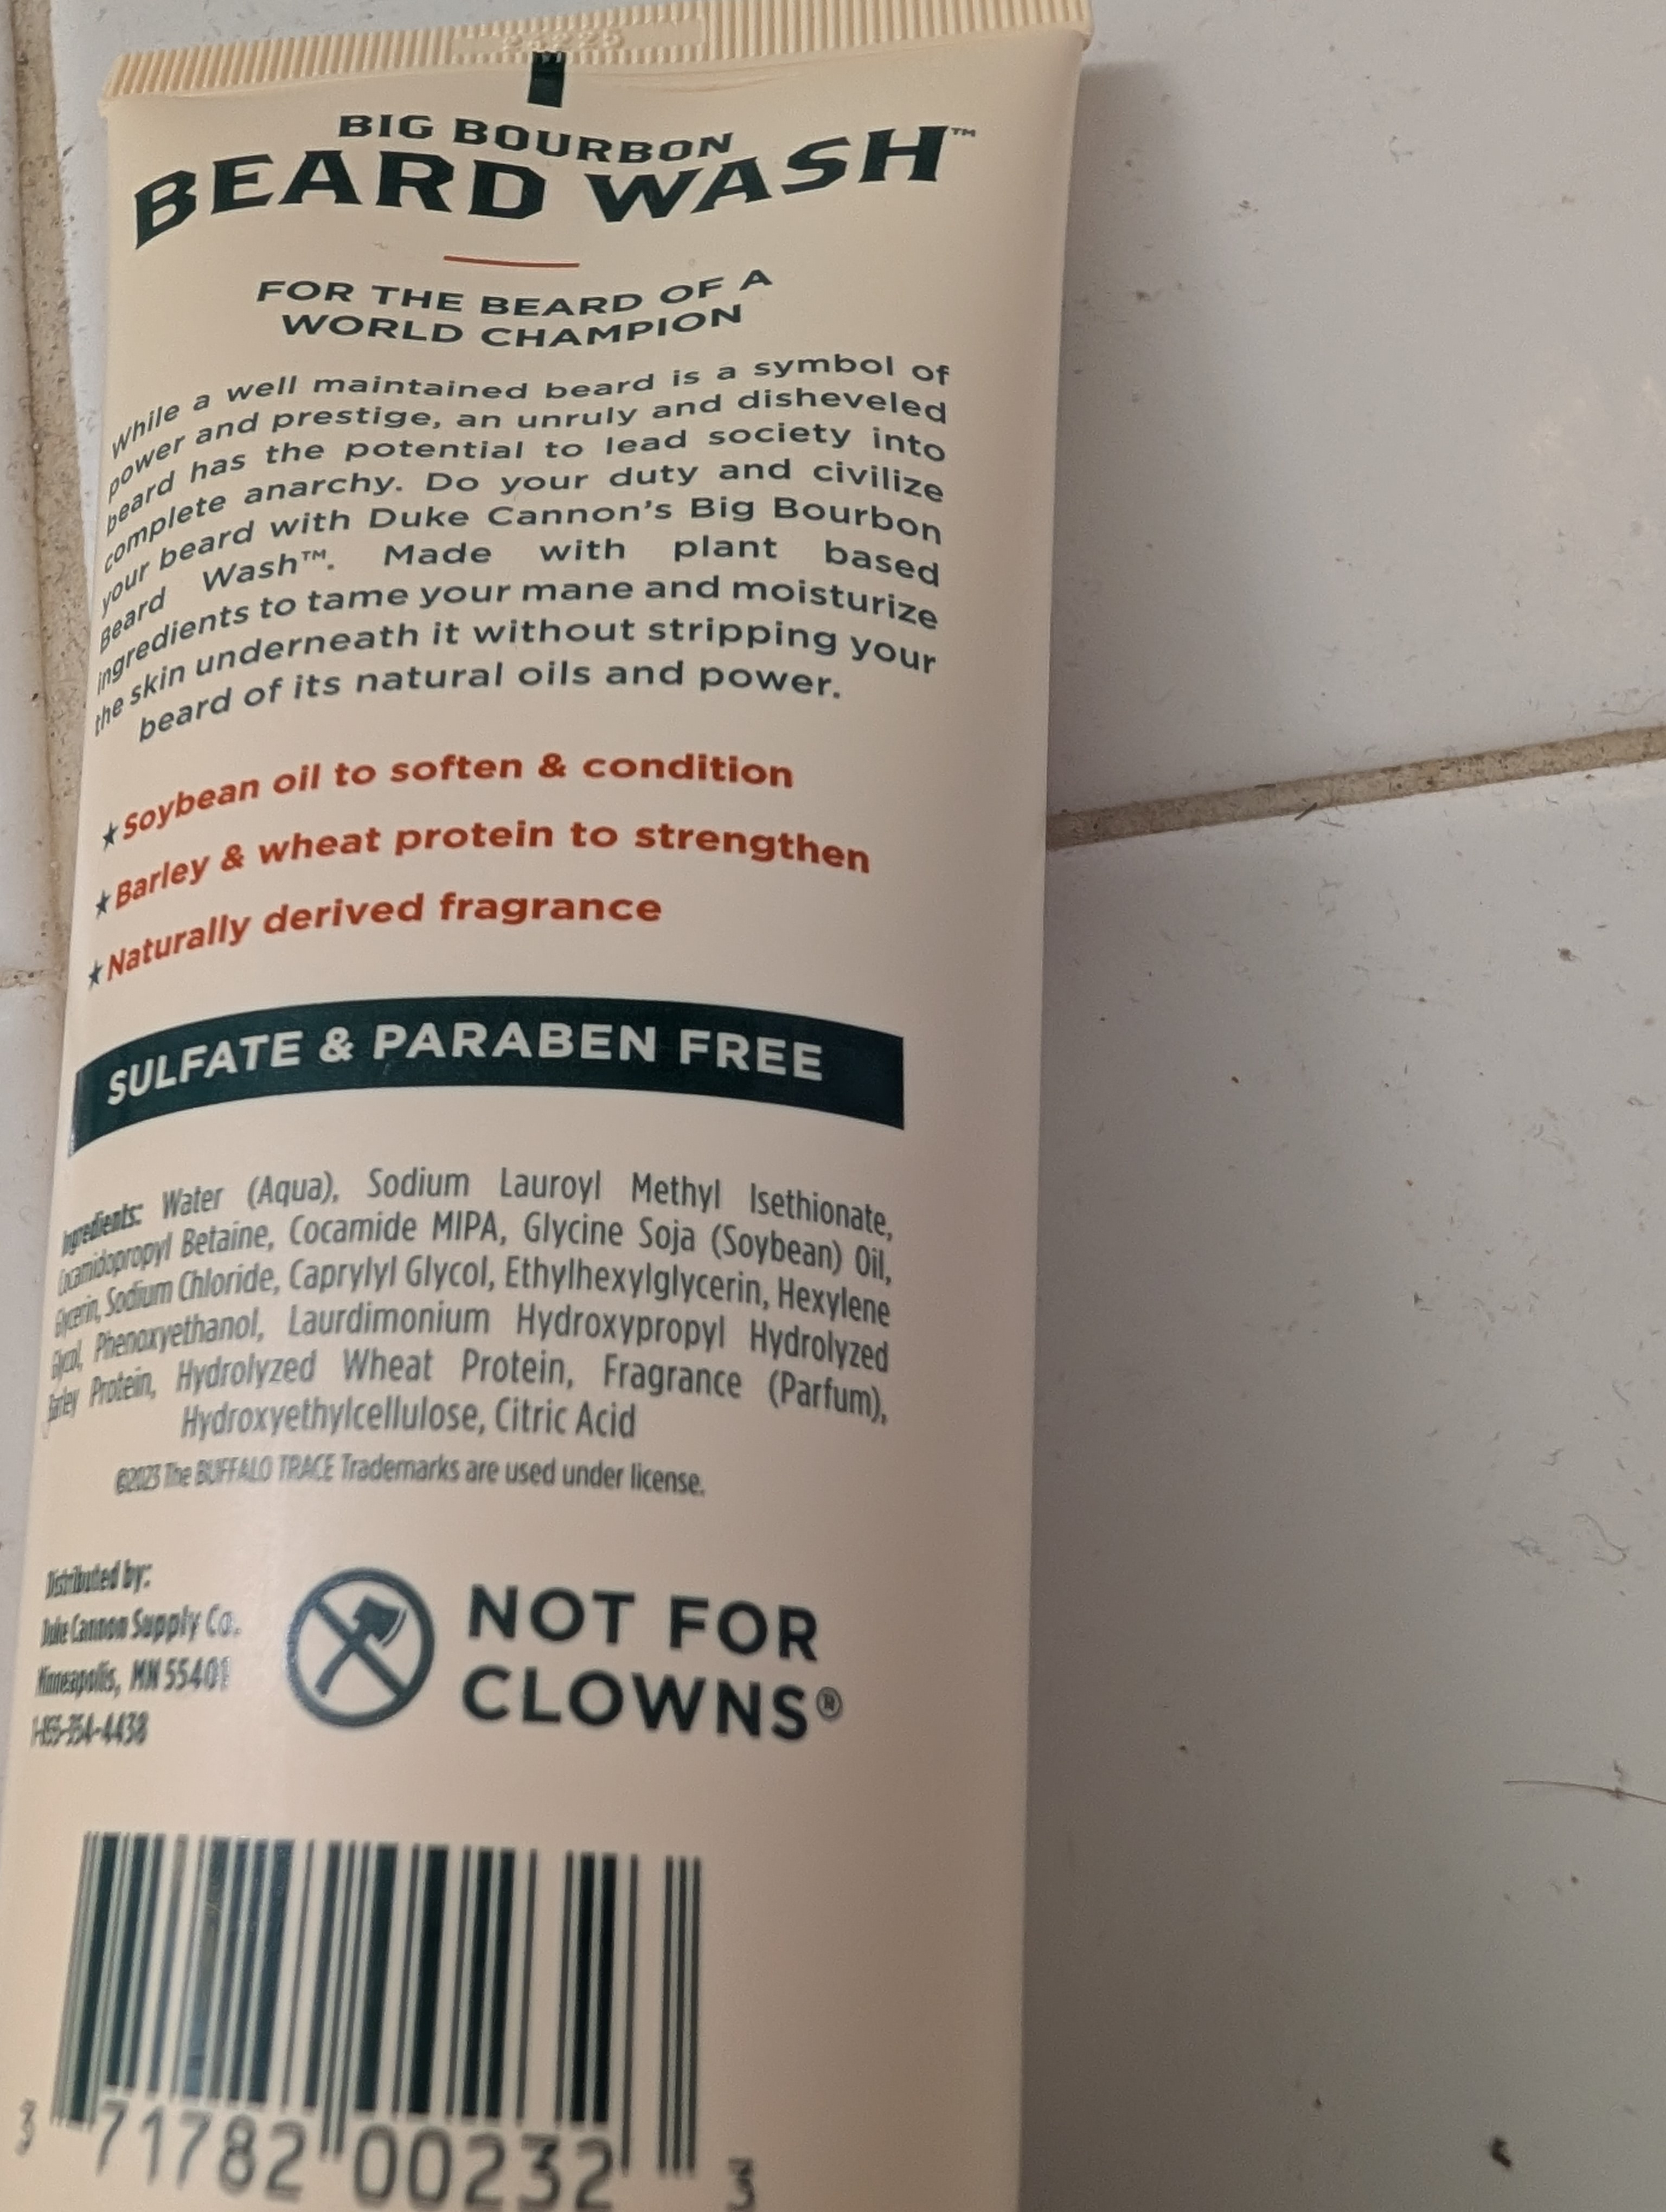 BIG BOURBON
BEARD WASH™
FOR THE BEARD OF A
WORLD CHAMPION
While a well maintained beard is a symbol of
power and prestige, an unruly and disheveled
beard has the potential to lead society into
complete anarchy. Do your duty and civilize
your beard with Duke Cannon's Big Bourbon
Beard Wash™. Made with plant based
ingredients to tame your mane and moisturize
the skin underneath it without stripping your
beard of its natural oils and power.
★Soybean oil to soften & condition
★Barley & wheat protein to strengthen
★Naturally derived fragrance
SULFATE & PARABEN FREE
Ingredients: Water (Aqua), Sodium Lauroyl Methyl Isethionate,
Cocamidopropyl Betaine, Cocamide MIPA, Glycine Soja (Soybean) Oil,
Glycerin, Sodium Chloride, Caprylyl Glycol, Ethylhexylglycerin, Hexylene
Glycol, Phenoxyethanol, Laurdimonium Hydroxypropyl Hydrolyzed
Barley Protein, Hydrolyzed Wheat Protein, Fragrance (Parfum),
Hydroxyethylcellulose, Citric Acid
©2023 The BUFFALO TRACE Trademarks are used under license.
Distributed by:
Duke Cannon Supply Co.
Minneapolis, MN 55401
1-855-354-4438
NOT FOR
CLOWNS®
3 71782 00232 3